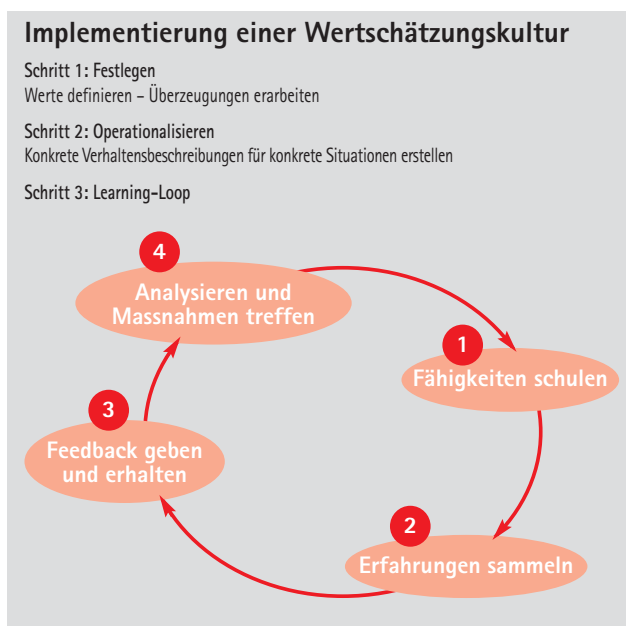 Implementierung einer Wertschätzungskultur
Schritt 1: Festlegen
Werte definieren – Überzeugungen erarbeiten
Schritt 2: Operationalisieren
Konkrete Verhaltensbeschreibungen für konkrete Situationen erstellen
Schritt 3: Learning-Loop
4
Analysieren und
Massnahmen treffen
1
Fähigkeiten schulen
3
Feedback geben
und erhalten
2
Erfahrungen sammeln